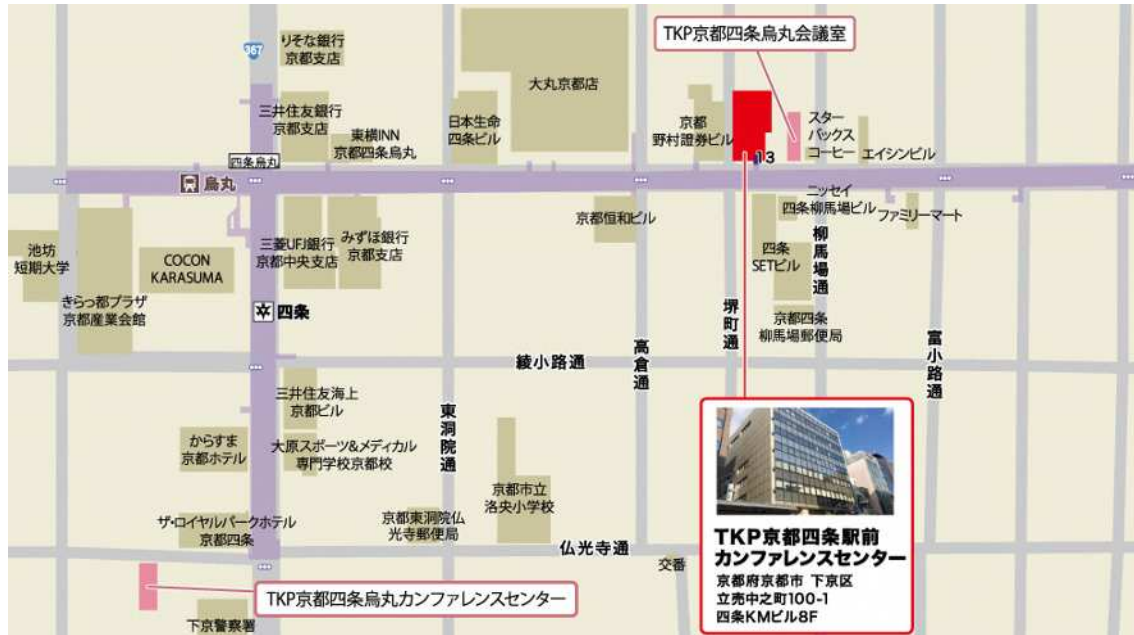 TKP京都四条烏丸会議室
367
りそな銀行
京都支店
大丸京都店
三井住友銀行
京都支店
東横INN
京都四条烏丸
日本生命
四条ビル
京都
野村證券ビル
スター
バックス
コーヒー
エイシンビル
13
四条烏丸
烏丸
ニッセイ
四条柳馬場ビル
ファミリーマート
京都恒和ビル
池坊
短期大学
COCON
KARASUMA
三菱UFJ銀行
京都中央支店
みずほ銀行
京都支店
四条
SETビル
柳馬場通
きらっ都プラザ
京都産業会館
四条
堺町通
京都四条
柳馬場郵便局
綾小路通
高倉通
富小路通
三井住友海上
京都ビル
東洞院通
からすま
京都ホテル
大原スポーツ&メディカル
専門学校京都校
京都市立
洛央小学校
ザ・ロイヤルパークホテル
京都四条
京都東洞院仏
光寺郵便局
仏光寺通
交番
TKP京都四条駅前
カンファレンスセンター
京都府京都市 下京区
立売中之町100-1
四条KMビル8F
TKP京都四条烏丸カンファレンスセンター
下京警察署